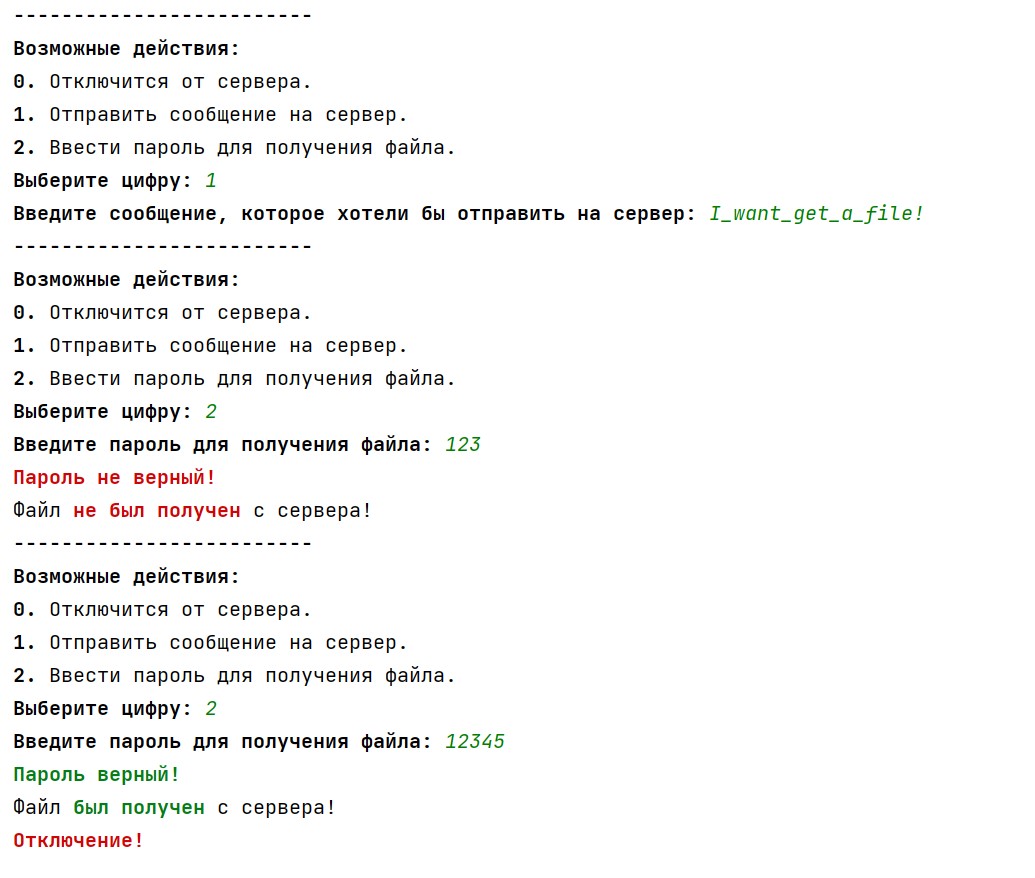 -------------------------
Возможные действия:
0. Отключится от сервера.
1. Отправить сообщение на сервер.
2. Ввести пароль для получения файла.
Выберите цифру: 1
Введите сообщение, которое хотели бы отправить на сервер: I_want_get_a_file!
-------------------------
Возможные действия:
0. Отключится от сервера.
1. Отправить сообщение на сервер.
2. Ввести пароль для получения файла.
Выберите цифру: 2
Введите пароль для получения файла: 123
Пароль не верный!
Файл не был получен с сервера!
-------------------------
Возможные действия:
0. Отключится от сервера.
1. Отправить сообщение на сервер.
2. Ввести пароль для получения файла.
Выберите цифру: 2
Введите пароль для получения файла: 12345
Пароль верный!
Файл был получен с сервера!
Отключение!